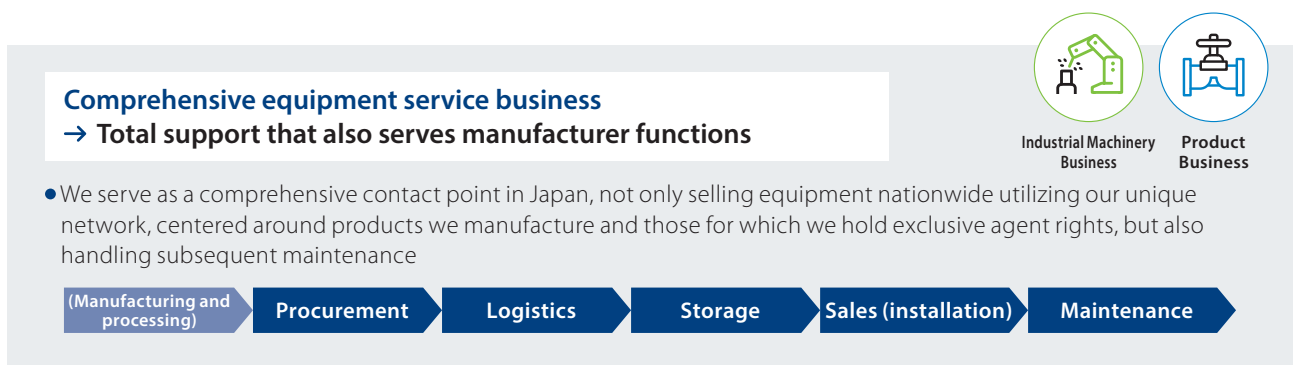 Comprehensive equipment service business
→ Total support that also serves manufacturer functions
Industrial Machinery
Business
Product
Business
●We serve as a comprehensive contact point in Japan, not only selling equipment nationwide utilizing our unique
network, centered around products we manufacture and those for which we hold exclusive agent rights, but also
handling subsequent maintenance
(Manufacturing and
processing)
Procurement
Logistics
Storage
Sales (installation)
Maintenance